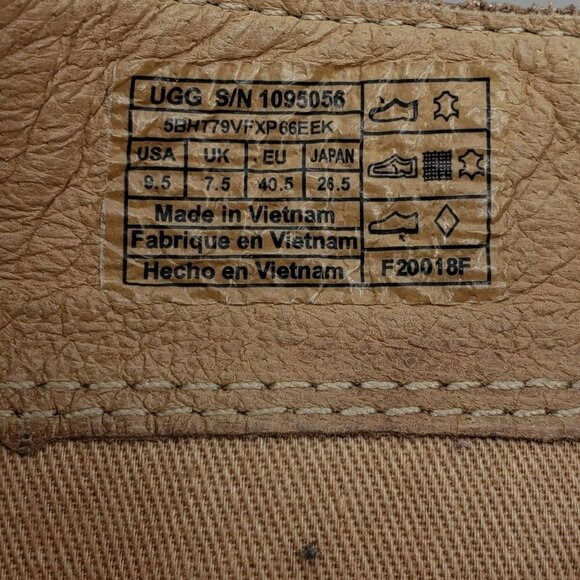 UGG S/N 1095056
5BHT79VFXP66EEK
USA UK EU JAPAN
9.5 7.5 40.5 26.5
Made in Vietnam
Fabrique en Vietnam
Hecho en Vietnam
F20018F